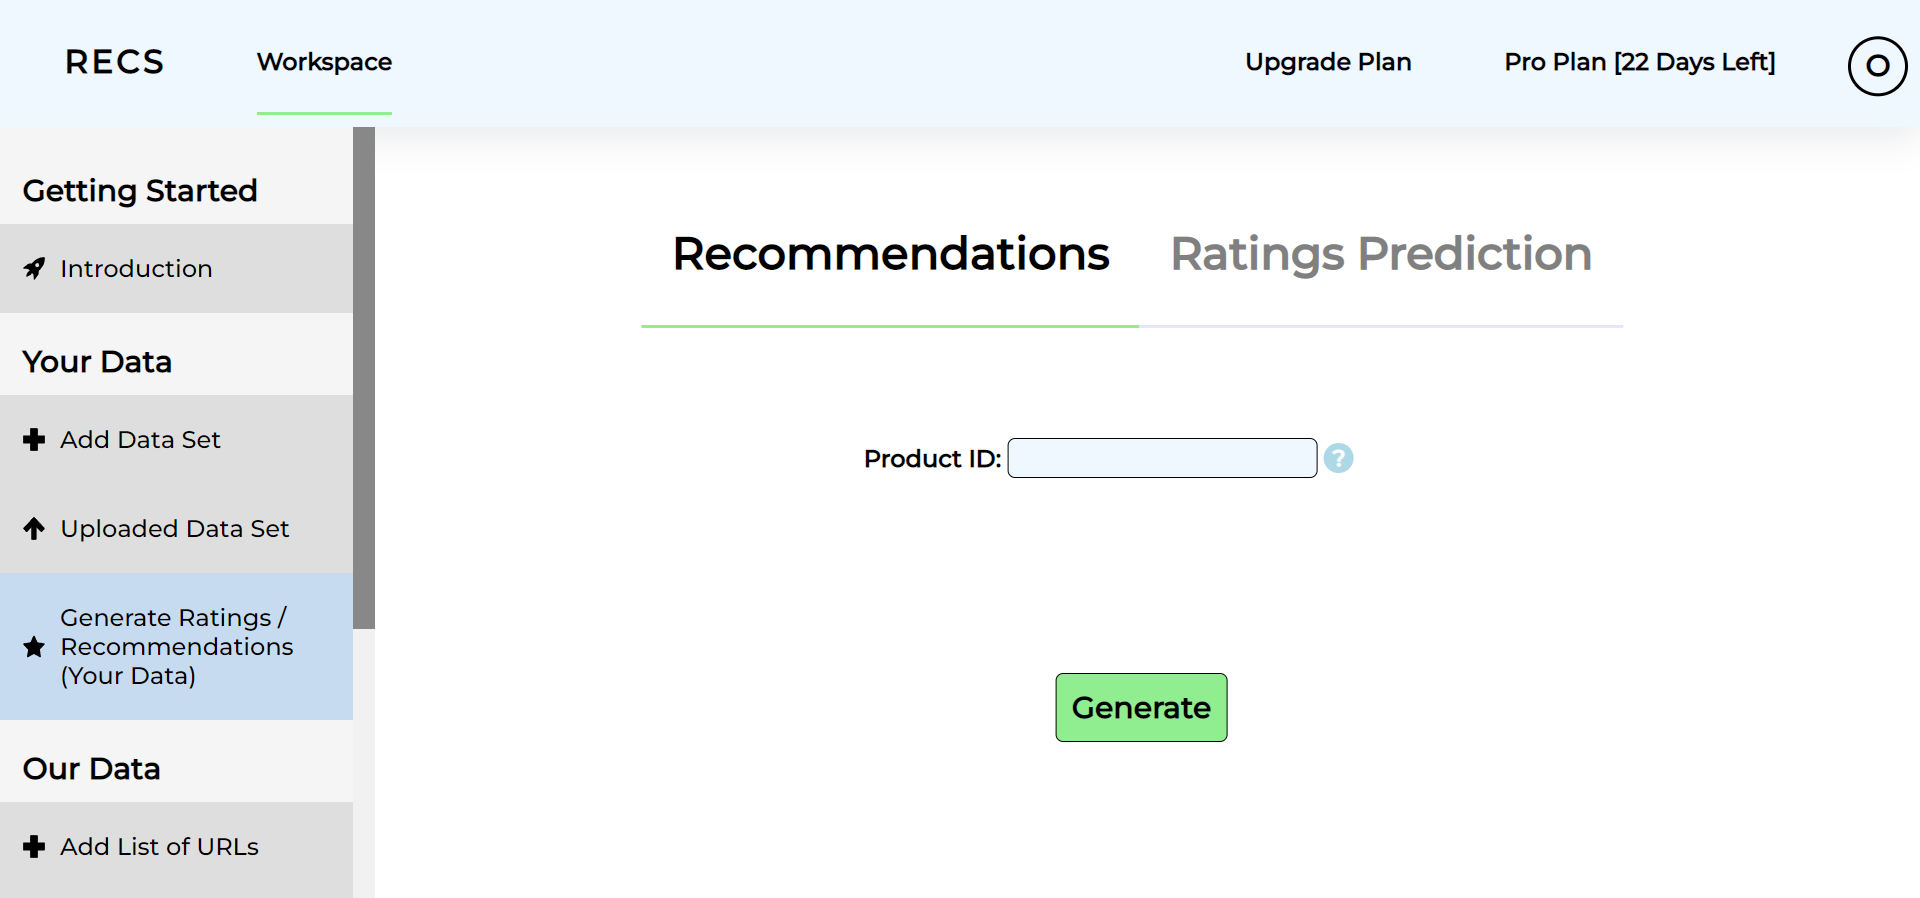 RECS
Workspace
Upgrade Plan
Pro Plan [22 Days Left]
O
Getting Started
Introduction
Your Data
Add Data Set
Uploaded Data Set
Generate Ratings /
Recommendations
(Your Data)
Our Data
Add List of URLs
Recommendations
Ratings Prediction
Product ID:
?
Generate